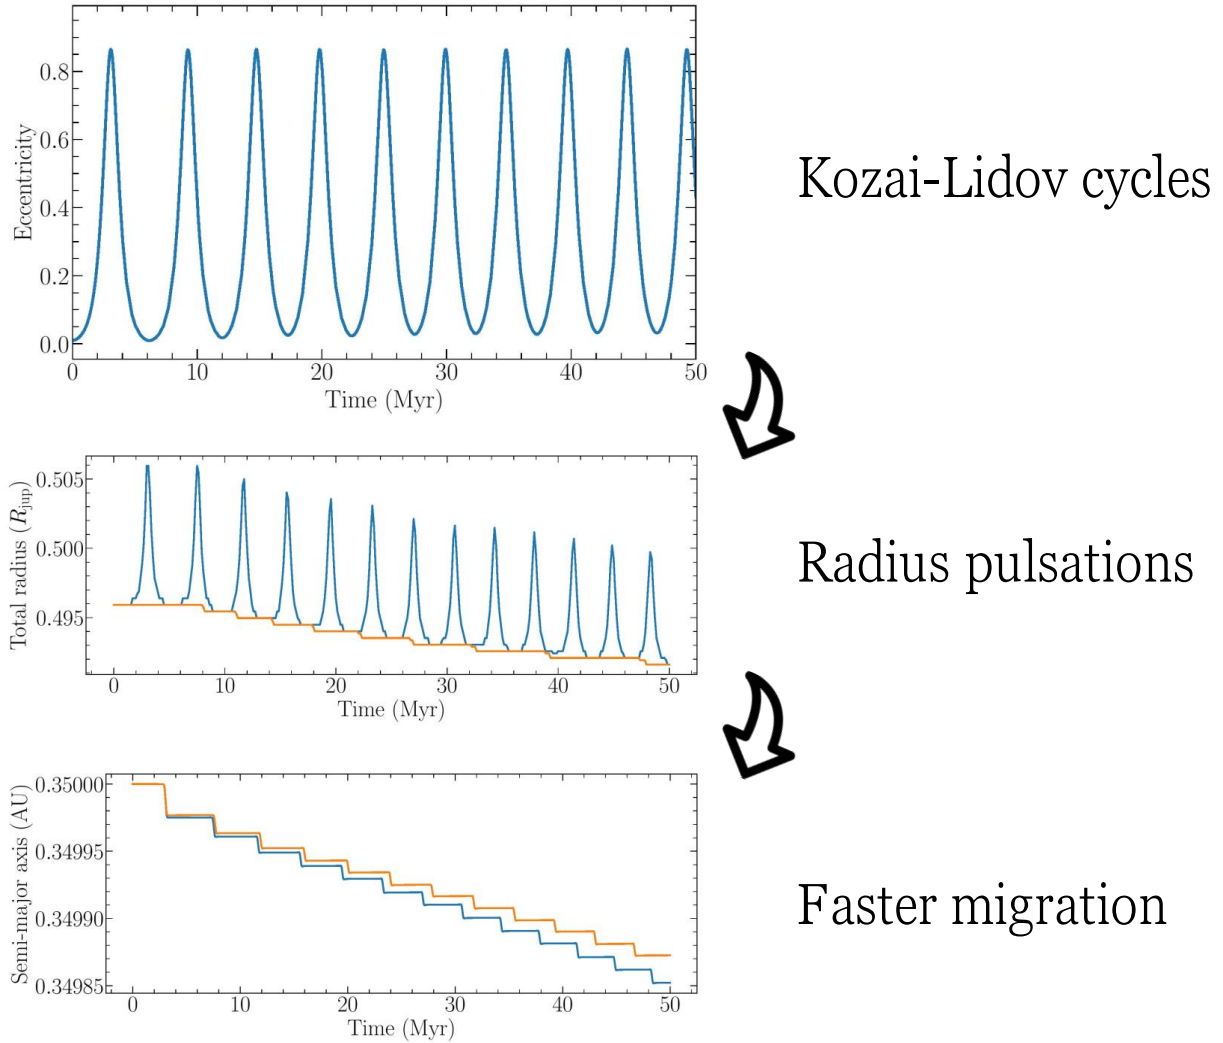 0.8
0.6
0.4
0.2
0.0
Eccentricity
0 10 20 30 40 50
Time (Myr)
Kozai-Lidov cycles
0.505
0.500
0.495
Total radius (R_jup)
0 10 20 30 40 50
Time (Myr)
Radius pulsations
0.35000
0.34995
0.34990
0.34985
Semi-major axis (AU)
0 10 20 30 40 50
Time (Myr)
Faster migration